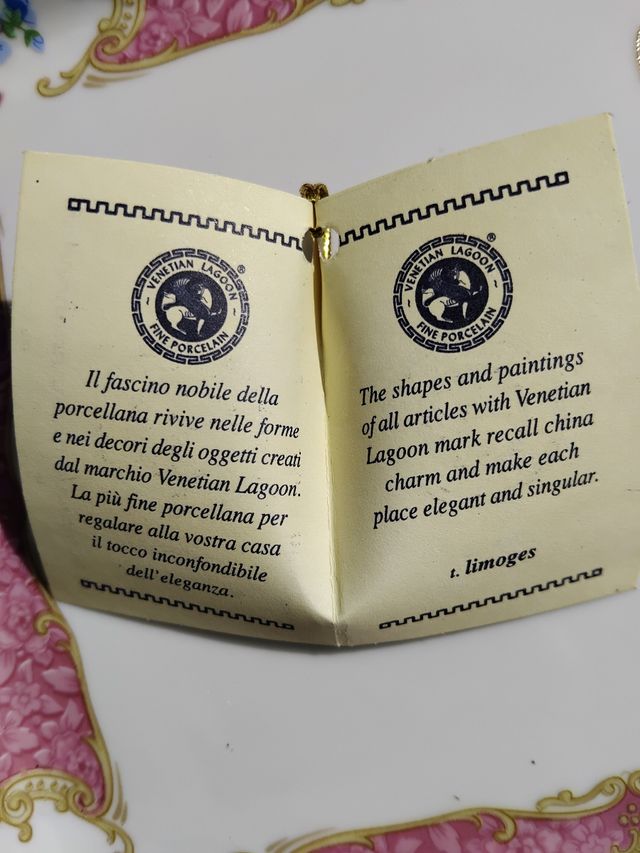 ~ VENETIAN LAGOON ~ ®
FINE PORCELAIN
Il fascino nobile della
porcellana rivive nelle forme
e nei decori degli oggetti creati
dal marchio Venetian Lagoon.
La più fine porcellana per
regalare alla vostra casa
il tocco inconfondibile
dell'eleganza.
~ VENETIAN LAGOON ~ ®
FINE PORCELAIN
The shapes and paintings
of all articles with Venetian
Lagoon mark recall china
charm and make each
place elegant and singular.
t. limoges